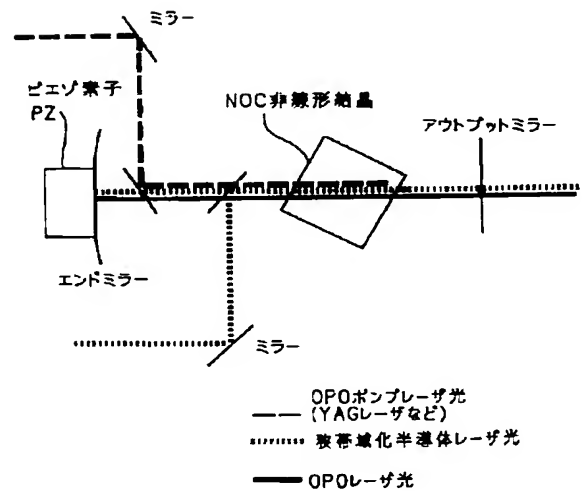 ミラー
ピエゾ素子
PZ
NOC非線形結晶
アウトプットミラー
エンドミラー
ミラー
OPOポンプレーザ光
(YAGレーザなど)
狭帯域化半導体レーザ光
OPOレーザ光